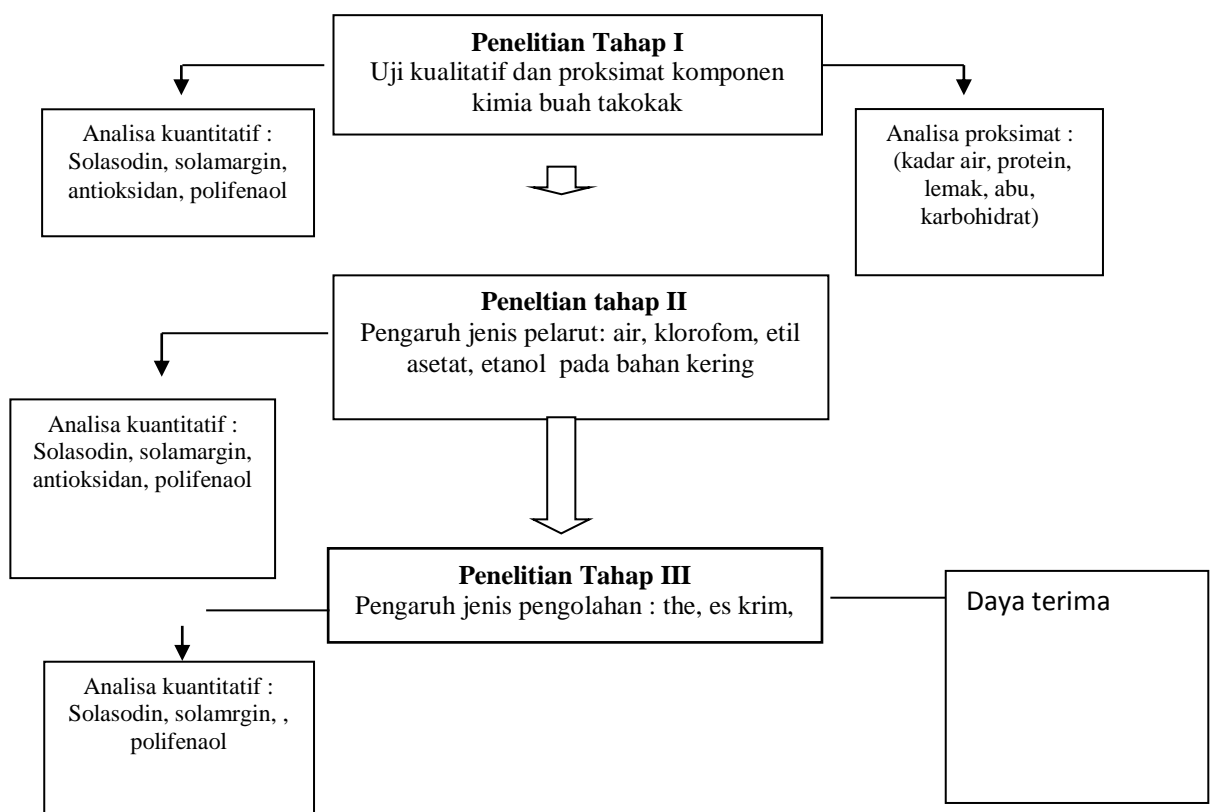 Penelitian Tahap I
Uji kualitatif dan proksimat komponen
kimia buah takokak
Analisa kuantitatif :
Solasodin, solamargin,
antioksidan, polifenaol
Analisa proksimat :
(kadar air, protein,
lemak, abu,
karbohidrat)
Peneltian tahap II
Pengaruh jenis pelarut: air, klorofom, etil
asetat, etanol pada bahan kering
Analisa kuantitatif :
Solasodin, solamargin,
antioksidan, polifenaol
Penelitian Tahap III
Pengaruh jenis pengolahan : the, es krim,
Daya terima
Analisa kuantitatif :
Solasodin, solamrgin, ,
polifenaol